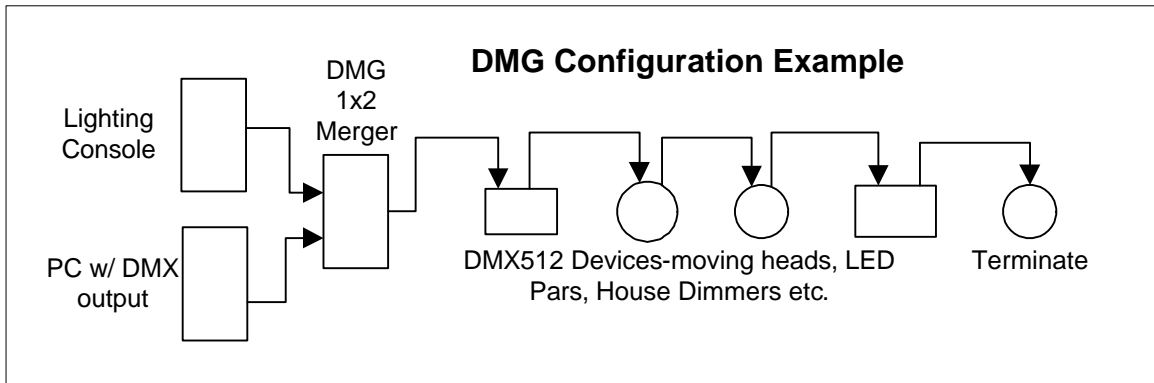 DMG Configuration Example
Lighting
Console
DMG
1x2
Merger
PC w/ DMX
output
DMX512 Devices-moving heads, LED
Pars, House Dimmers etc.
Terminate